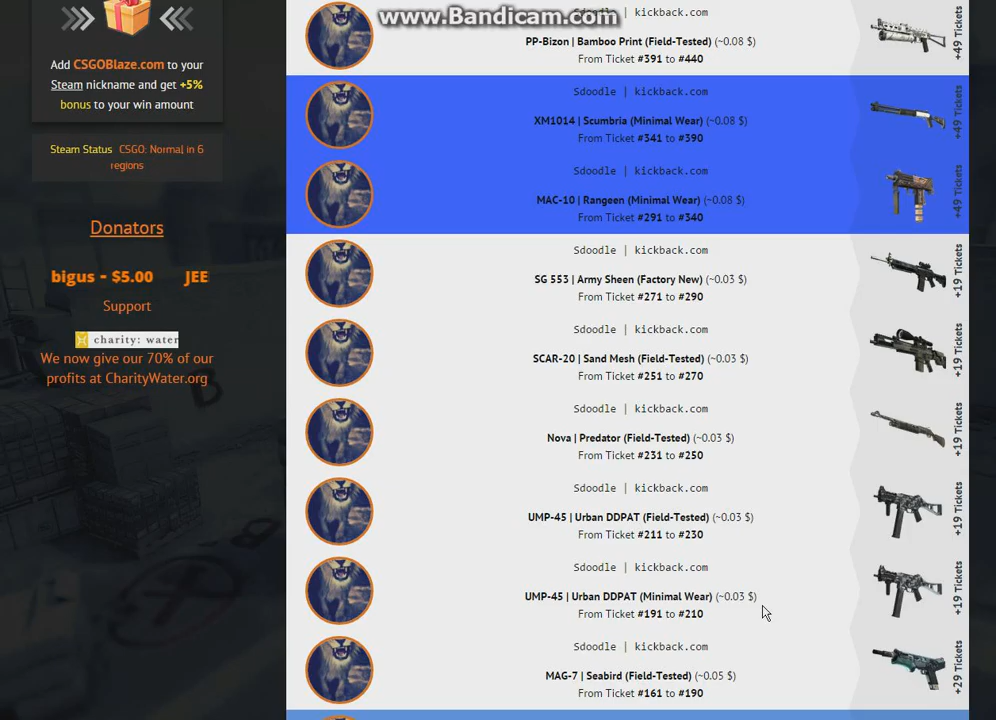 www.Bandicam.com
Add CSGOBlaze.com to your
Steam nickname and get +5%
bonus to your win amount
Steam Status CSGO: Normal in 6
regions
Donators
bigus - $5.00 JEE
Support
charity: water
We now give our 70% of our
profits at CharityWater.org
Sdoodle | kickback.com
PP-Bizon | Bamboo Print (Field-Tested) (~0.08 $)
From Ticket #391 to #440
+49 Tickets
Sdoodle | kickback.com
XM1014 | Scumbria (Minimal Wear) (~0.08 $)
From Ticket #341 to #390
+49 Tickets
Sdoodle | kickback.com
MAC-10 | Rangeen (Minimal Wear) (~0.08 $)
From Ticket #291 to #340
+49 Tickets
Sdoodle | kickback.com
SG 553 | Army Sheen (Factory New) (~0.03 $)
From Ticket #271 to #290
+19 Tickets
Sdoodle | kickback.com
SCAR-20 | Sand Mesh (Field-Tested) (~0.03 $)
From Ticket #251 to #270
+19 Tickets
Sdoodle | kickback.com
Nova | Predator (Field-Tested) (~0.03 $)
From Ticket #231 to #250
+19 Tickets
Sdoodle | kickback.com
UMP-45 | Urban DDPAT (Field-Tested) (~0.03 $)
From Ticket #211 to #230
+19 Tickets
Sdoodle | kickback.com
UMP-45 | Urban DDPAT (Minimal Wear) (~0.03 $)
From Ticket #191 to #210
+19 Tickets
Sdoodle | kickback.com
MAG-7 | Seabird (Field-Tested) (~0.05 $)
From Ticket #161 to #190
+29 Tickets